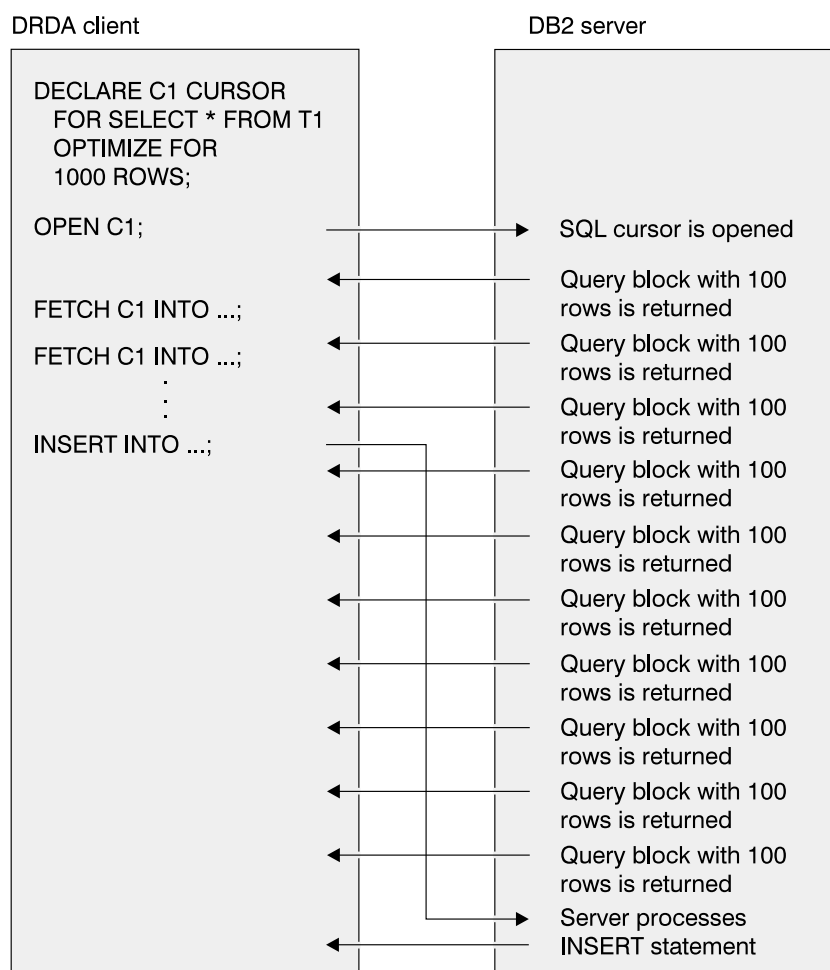 DRDA client
DB2 server
DECLARE C1 CURSOR
FOR SELECT * FROM T1
OPTIMIZE FOR
1000 ROWS;
OPEN C1;
SQL cursor is opened
Query block with 100
rows is returned
FETCH C1 INTO ...;
Query block with 100
rows is returned
FETCH C1 INTO ...;
.
.
.
Query block with 100
rows is returned
INSERT INTO ...;
Query block with 100
rows is returned
Query block with 100
rows is returned
Query block with 100
rows is returned
Query block with 100
rows is returned
Query block with 100
rows is returned
Query block with 100
rows is returned
Query block with 100
rows is returned
Server processes
INSERT statement